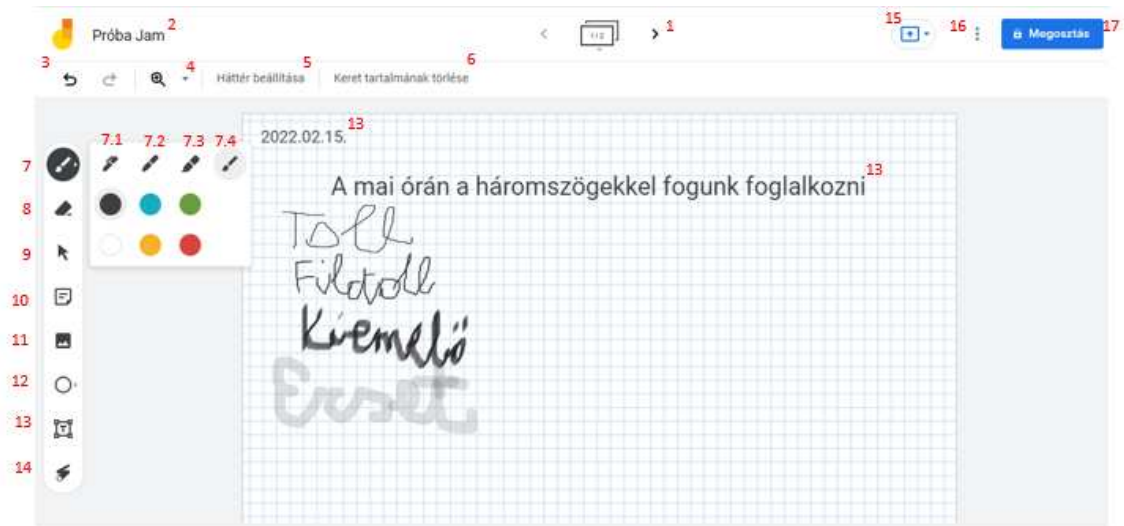 Próba Jam 2
1/2
1
15
16
Megosztás 17
3
4
Háttér beállítása 5
Keret tartalmának törlése 6
7.1 7.2 7.3 7.4
2022.02.15. 13
7
A mai órán a háromszögekkel fogunk foglalkozni 13
8
Toll
9
Filctoll
10
Kiemelő
11
12
Ecset
13
14